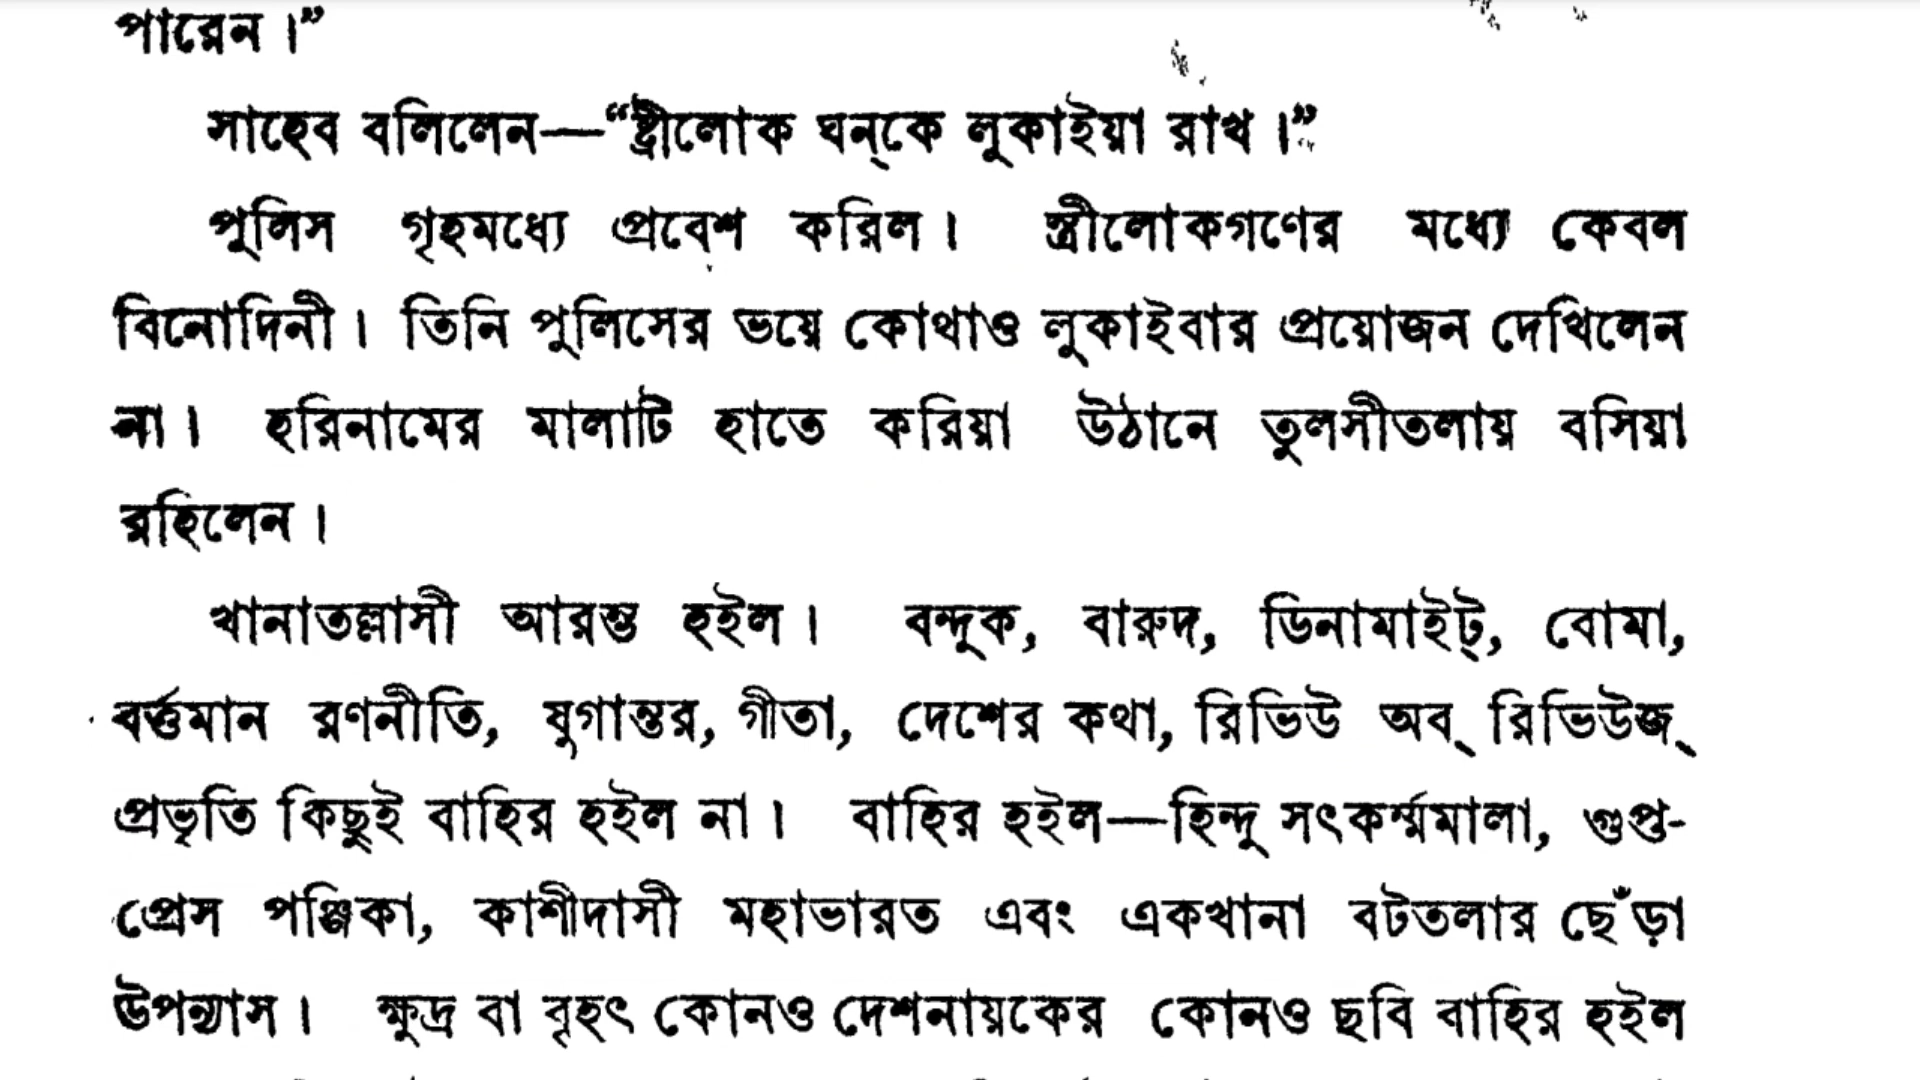 পারেন।”
সাহেব বলিলেন—“ষ্ট্রীলোক ঘন্‌কে লুকাইয়া রাখ।”
পুলিস গৃহমধ্যে প্রবেশ করিল। স্ত্রীলোকগণের মধ্যে কেবল
বিনোদিনী। তিনি পুলিসের ভয়ে কোথাও লুকাইবার প্রয়োজন দেখিলেন
না। হরিনামের মালাটি হাতে করিয়া উঠানে তুলসীতলায় বসিয়া
রহিলেন।
খানাতল্লাসী আরম্ভ হইল। বন্দুক, বারুদ, ডিনামাইট্, বোমা,
বর্ত্তমান রণনীতি, যুগান্তর, গীতা, দেশের কথা, রিভিউ অব্ রিভিউজ্
প্রভৃতি কিছুই বাহির হইল না। বাহির হইল—হিন্দু সৎকর্ম্মমালা, গুপ্ত-
প্রেস পঞ্জিকা, কাশীদাসী মহাভারত এবং একখানা বটতলার ছেঁড়া
উপন্যাস। ক্ষুদ্র বা বৃহৎ কোনও দেশনায়কের কোনও ছবি বাহির হইল